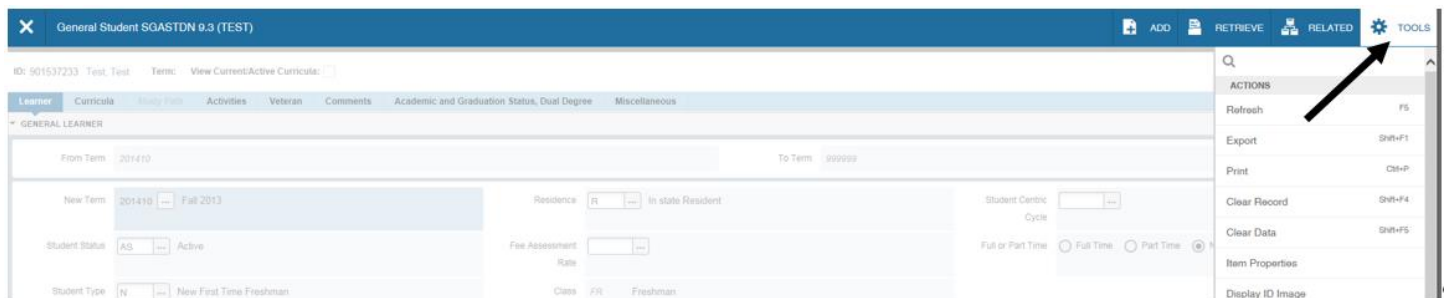 General Student SGASTDN 9.3 (TEST) ADD RETRIEVE RELATED TOOLS
ID: 901537233 Test, Test Term: View Current/Active Curricula:
Learner Curricula Study Path Activities Veteran Comments Academic and Graduation Status, Dual Degree Miscellaneous
GENERAL LEARNER
From Term 201410 To Term 999999
New Term 201410 ... Fall 2013 Residence R ... In state Resident Student Centric Cycle ...
Student Status AS ... Active Fee Assessment Rate ... Full or Part Time Full Time Part Time N
Student Type N ... New First Time Freshman Class FR Freshman
ACTIONS
Refresh F5
Export Shift+F1
Print Ctrl+P
Clear Record Shift+F4
Clear Data Shift+F5
Item Properties
Display ID Image